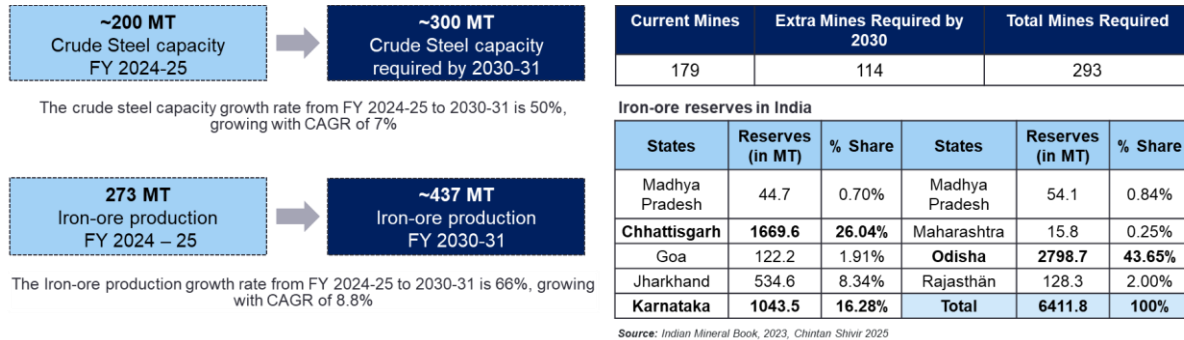 ~200 MT
Crude Steel capacity
FY 2024-25
~300 MT
Crude Steel capacity
required by 2030-31
The crude steel capacity growth rate from FY 2024-25 to 2030-31 is 50%,
growing with CAGR of 7%
273 MT
Iron-ore production
FY 2024 – 25
~437 MT
Iron-ore production
FY 2030-31
The Iron-ore production growth rate from FY 2024-25 to 2030-31 is 66%, growing
with CAGR of 8.8%
Current Mines Extra Mines Required by Total Mines Required
2030
179 114 293
Iron-ore reserves in India
States Reserves % Share States Reserves % Share
(in MT) (in MT)
Madhya 44.7 0.70% Madhya 54.1 0.84%
Pradesh Pradesh
Chhattisgarh 1669.6 26.04% Maharashtra 15.8 0.25%
Goa 122.2 1.91% Odisha 2798.7 43.65%
Jharkhand 534.6 8.34% Rajasthän 128.3 2.00%
Karnataka 1043.5 16.28% Total 6411.8 100%
Source: Indian Mineral Book, 2023, Chintan Shivir 2025